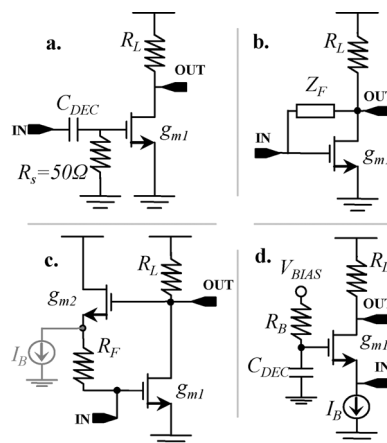 a.
R_L
OUT
C_DEC
IN
g_m1
R_s=50Ω
b.
R_L
Z_F
OUT
IN
g_m1
c.
R_L
g_m2
OUT
I_B
R_F
g_m1
IN
d.
R_L
V_BIAS
OUT
R_B
g_m1
C_DEC
IN
I_B